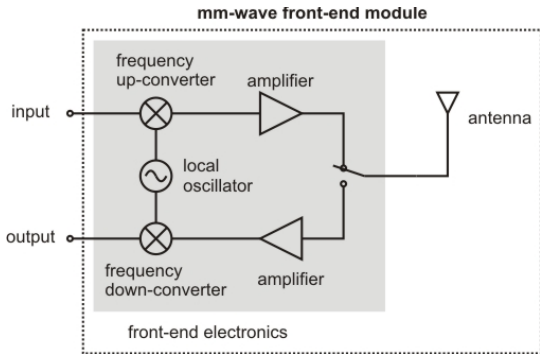 mm-wave front-end module
frequency
up-converter
amplifier
input
antenna
local
oscillator
output
frequency
down-converter
amplifier
front-end electronics